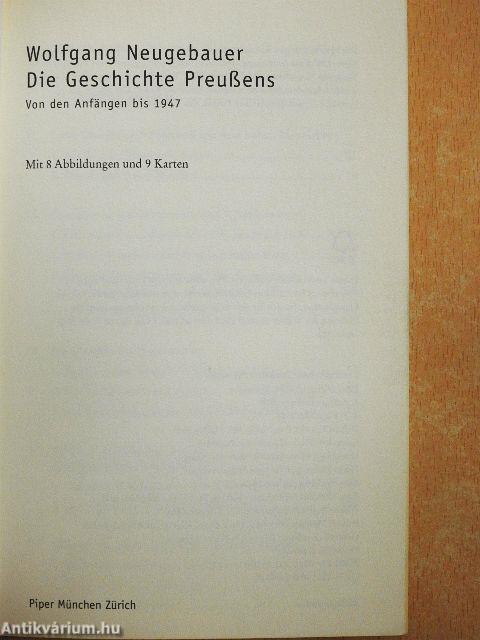 Wolfgang Neugebauer
Die Geschichte Preußens
Von den Anfängen bis 1947
Mit 8 Abbildungen und 9 Karten
Piper München Zürich
Antikvárium.hu